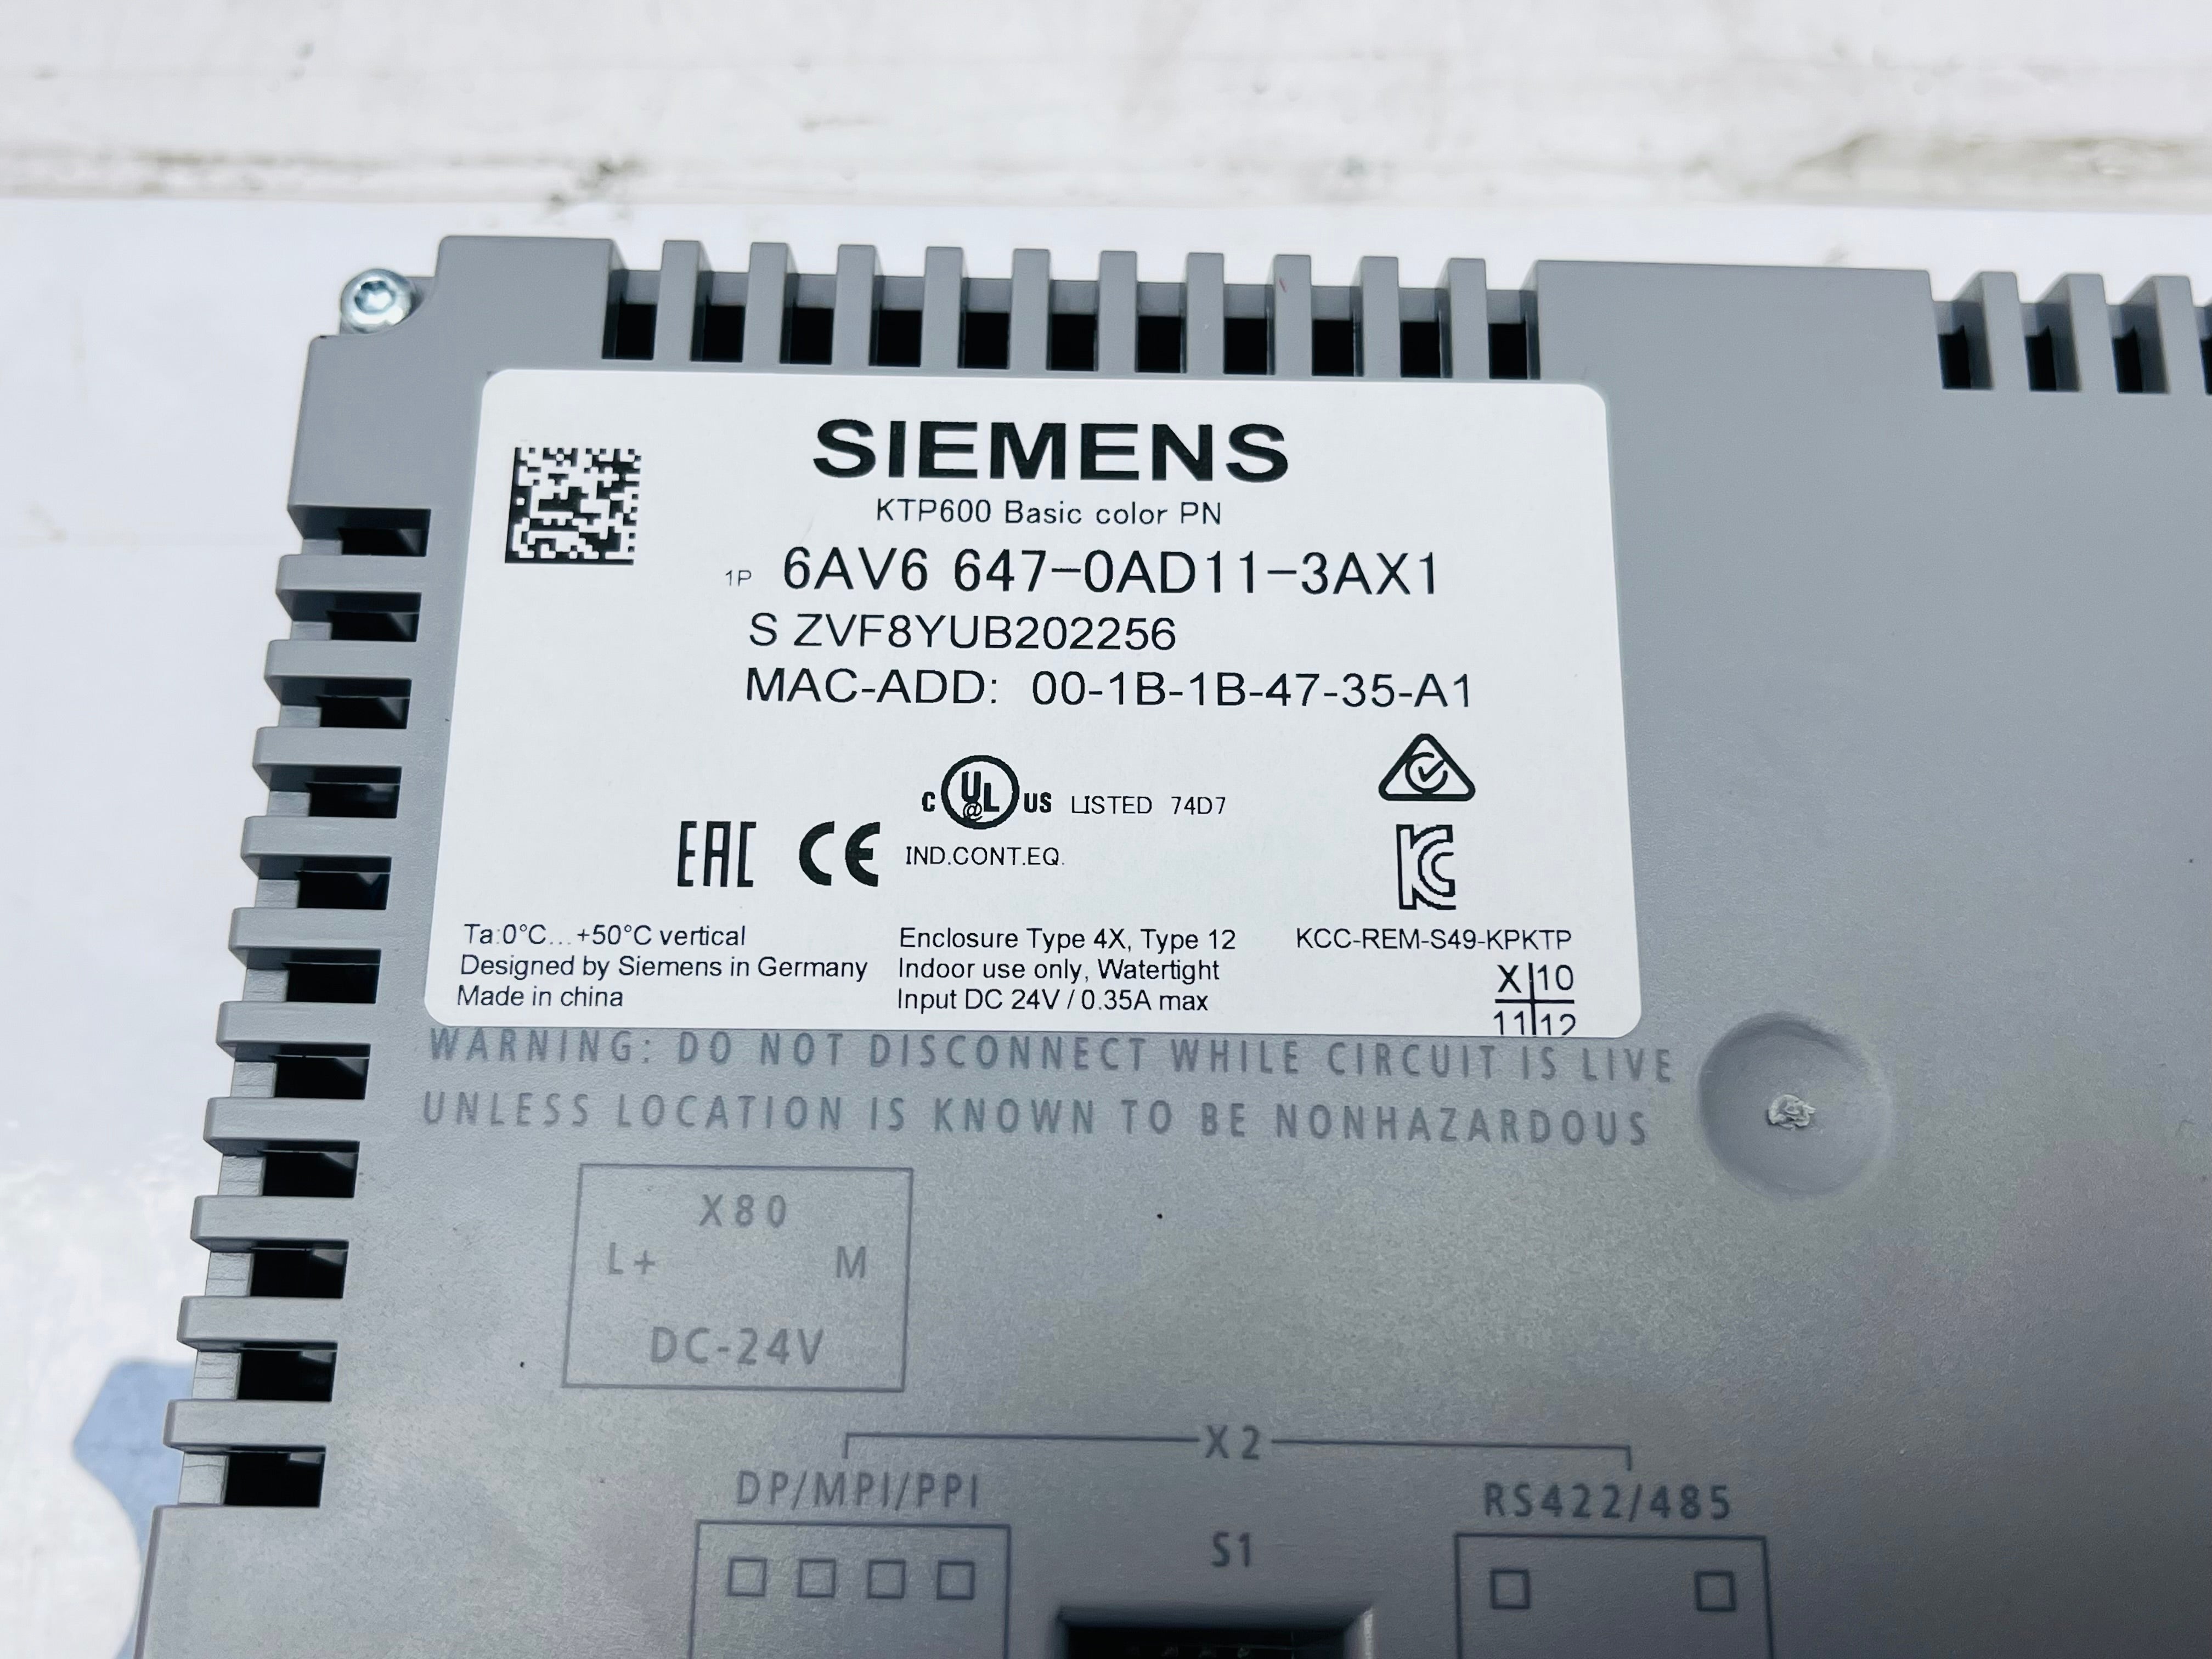 SIEMENS
KTP600 Basic color PN
1P 6AV6 647-0AD11-3AX1
S ZVF8YUB202256
MAC-ADD: 00-1B-1B-47-35-A1
C UL US LISTED 74D7
EAC CE IND.CONT.EQ.
KC
Ta:0°C...+50°C vertical
Designed by Siemens in Germany
Made in china
Enclosure Type 4X, Type 12
Indoor use only, Watertight
Input DC 24V / 0.35A max
KCC-REM-S49-KPKTP
X 10
11 12
WARNING: DO NOT DISCONNECT WHILE CIRCUIT IS LIVE
UNLESS LOCATION IS KNOWN TO BE NONHAZARDOUS
X80
L+ M
DC-24V
X2
DP/MPI/PPI
RS422/485
S1